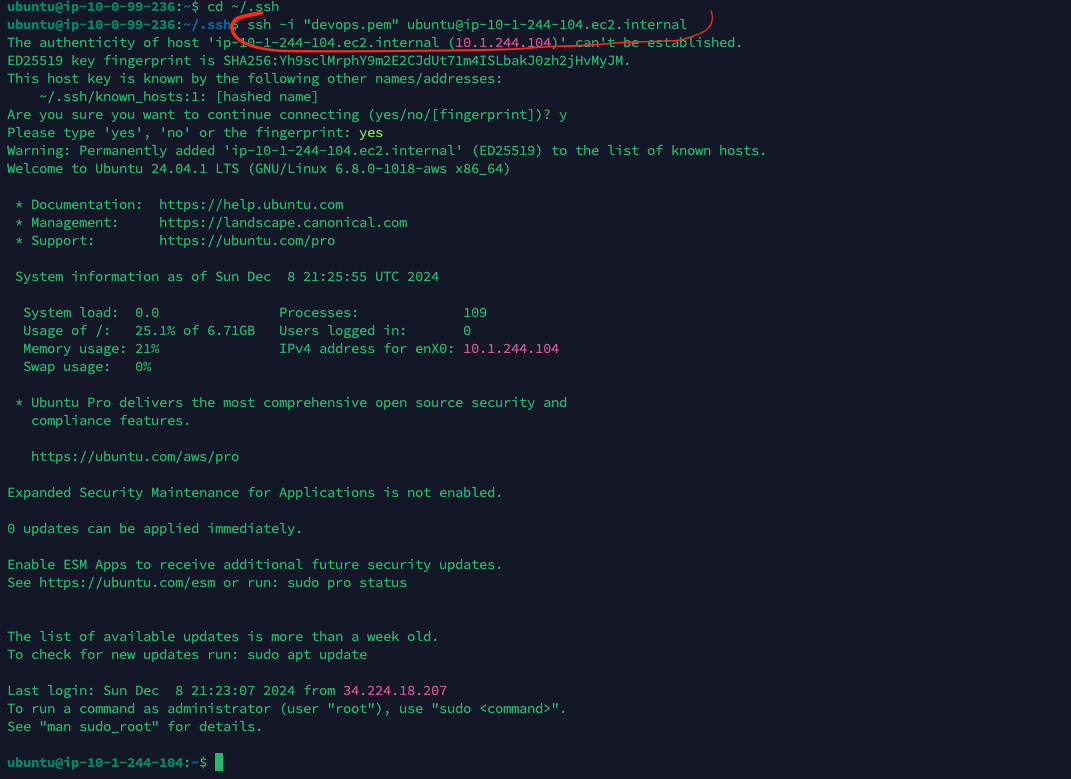 ubuntu@ip-10-0-99-236:~$ cd ~/.ssh
ubuntu@ip-10-0-99-236:~/.ssh$ ssh -i "devops.pem" ubuntu@ip-10-1-244-104.ec2.internal
The authenticity of host 'ip-10-1-244-104.ec2.internal (10.1.244.104)' can't be established.
ED25519 key fingerprint is SHA256:Yh9sclMrphY9m2E2CJdUt71m4ISLbakJ0zh2jHvMyJM.
This host key is known by the following other names/addresses:
    ~/.ssh/known_hosts:1: [hashed name]
Are you sure you want to continue connecting (yes/no/[fingerprint])? y
Please type 'yes', 'no' or the fingerprint: yes
Warning: Permanently added 'ip-10-1-244-104.ec2.internal' (ED25519) to the list of known hosts.
Welcome to Ubuntu 24.04.1 LTS (GNU/Linux 6.8.0-1018-aws x86_64)

 * Documentation:  https://help.ubuntu.com
 * Management:     https://landscape.canonical.com
 * Support:        https://ubuntu.com/pro

 System information as of Sun Dec  8 21:25:55 UTC 2024

  System load:  0.0               Processes:             109
  Usage of /:   25.1% of 6.71GB   Users logged in:       0
  Memory usage: 21%               IPv4 address for enX0: 10.1.244.104
  Swap usage:   0%

 * Ubuntu Pro delivers the most comprehensive open source security and
   compliance features.

   https://ubuntu.com/aws/pro

Expanded Security Maintenance for Applications is not enabled.

0 updates can be applied immediately.

Enable ESM Apps to receive additional future security updates.
See https://ubuntu.com/esm or run: sudo pro status


The list of available updates is more than a week old.
To check for new updates run: sudo apt update

Last login: Sun Dec  8 21:23:07 2024 from 34.224.18.207
To run a command as administrator (user "root"), use "sudo <command>".
See "man sudo_root" for details.

ubuntu@ip-10-1-244-104:~$